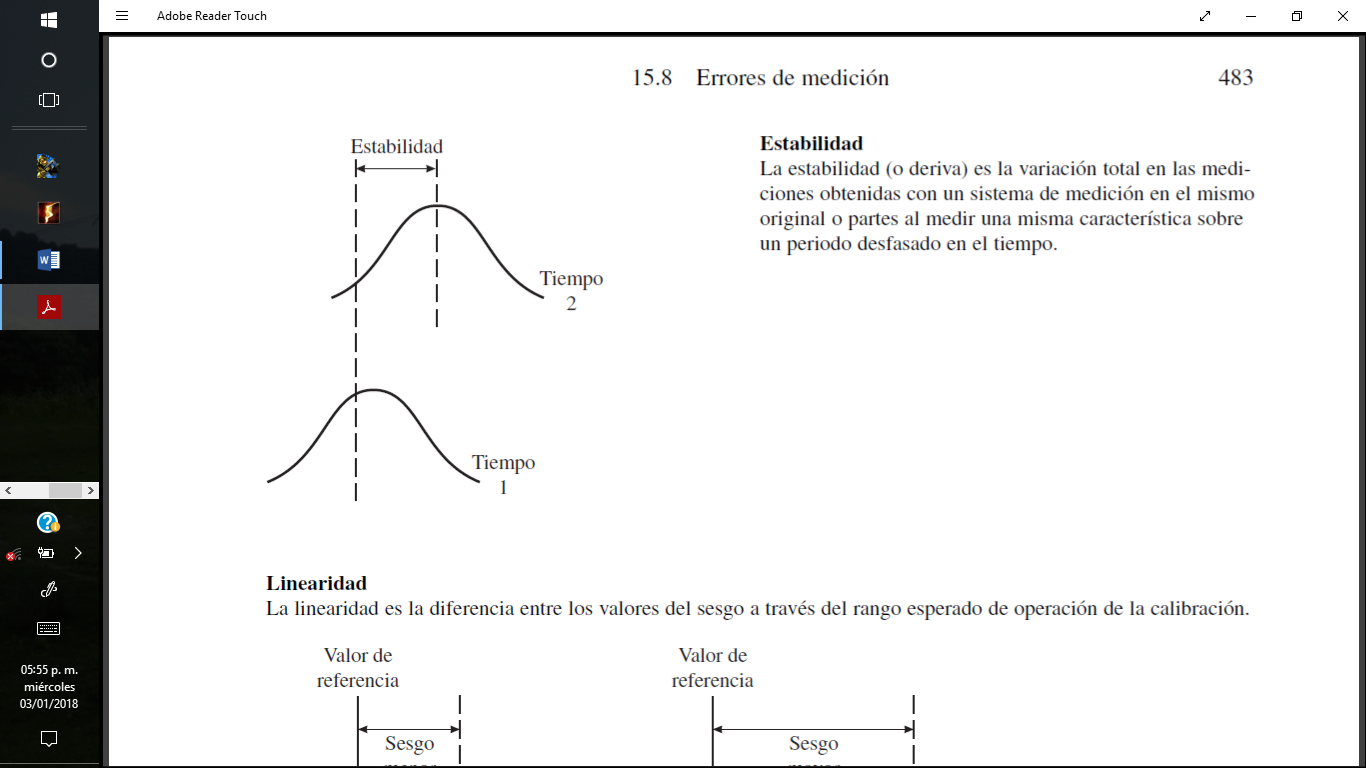 Adobe Reader Touch
15.8 Errores de medición 483
Estabilidad
Tiempo
2
Tiempo
1
Estabilidad
La estabilidad (o deriva) es la variación total en las medi-
ciones obtenidas con un sistema de medición en el mismo
original o partes al medir una misma característica sobre
un periodo desfasado en el tiempo.
Linearidad
La linearidad es la diferencia entre los valores del sesgo a través del rango esperado de operación de la calibración.
Valor de
referencia
Sesgo
Valor de
referencia
Sesgo
05:55 p. m.
miércoles
03/01/2018